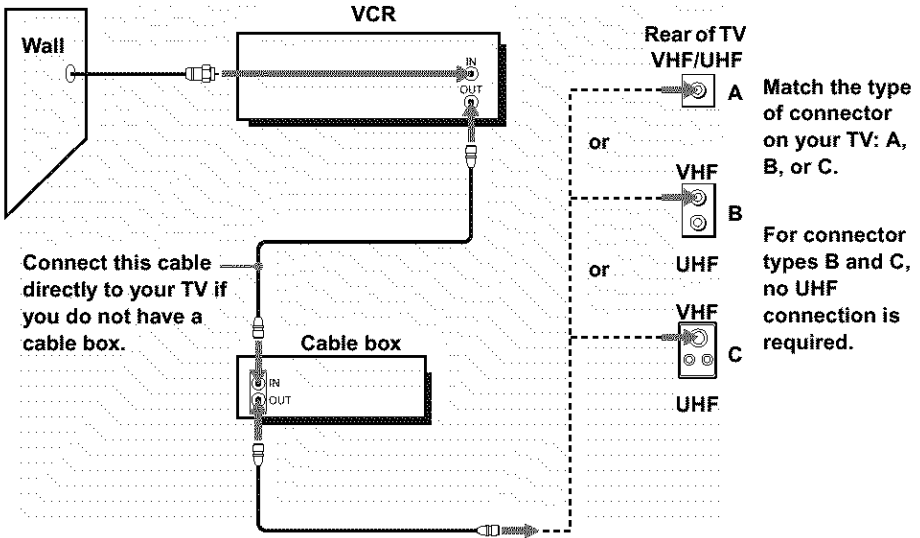 VCR
Wall
IN
OUT
Rear of TV
VHF/UHF
A
Match the type
of connector
on your TV: A,
B, or C.
or
VHF
B
UHF
For connector
types B and C,
no UHF
connection is
required.
or
VHF
C
UHF
Connect this cable
directly to your TV if
you do not have a
cable box.
Cable box
IN
OUT